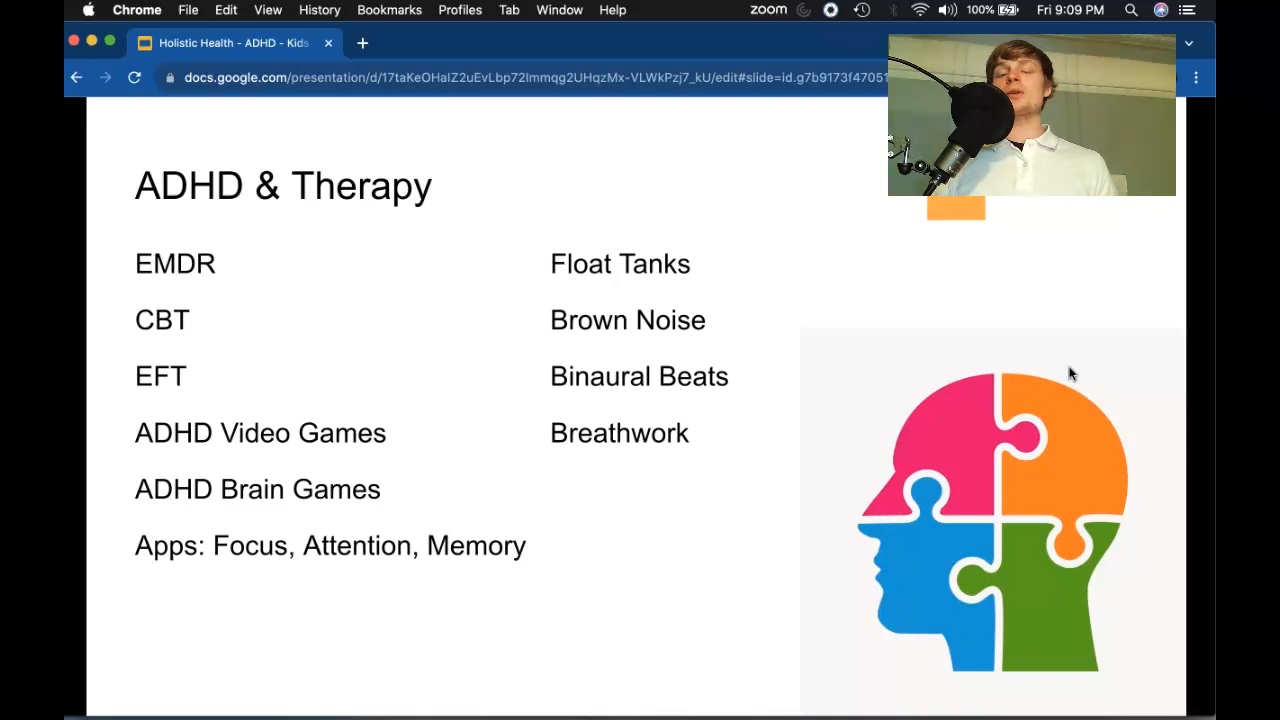 Chrome File Edit View History Bookmarks Profiles Tab Window Help zoom 100% Fri 9:09 PM
Holistic Health - ADHD - Kids
docs.google.com/presentation/d/17taKeOHaIZ2uEvLbp72lmmqg2UHqzMx-VLWkPzj7_kU/edit#slide=id.g7b9173f47051
ADHD & Therapy
EMDR
CBT
EFT
ADHD Video Games
ADHD Brain Games
Apps: Focus, Attention, Memory
Float Tanks
Brown Noise
Binaural Beats
Breathwork